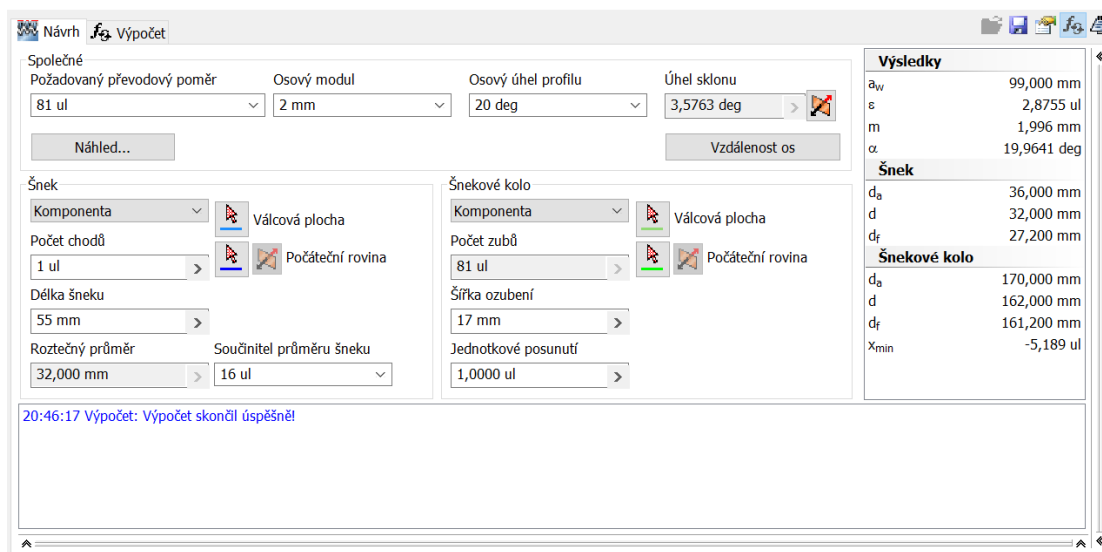 Návrh
Výpočet
Společné
Požadovaný převodový poměr
Osový modul
Osový úhel profilu
Úhel sklonu
81 ul
2 mm
20 deg
3,5763 deg
Náhled...
Vzdálenost os
Šnek
Komponenta
Válcová plocha
Počet chodů
1 ul
Počáteční rovina
Délka šneku
55 mm
Roztečný průměr
Součinitel průměru šneku
32,000 mm
16 ul
Šnekové kolo
Komponenta
Válcová plocha
Počet zubů
81 ul
Počáteční rovina
Šířka ozubení
17 mm
Jednotkové posunutí
1,0000 ul
Výsledky
aw 99,000 mm
ε 2,8755 ul
m 1,996 mm
α 19,9641 deg
Šnek
da 36,000 mm
d 32,000 mm
df 27,200 mm
Šnekové kolo
da 170,000 mm
d 162,000 mm
df 161,200 mm
xmin -5,189 ul
20:46:17 Výpočet: Výpočet skončil úspěšně!